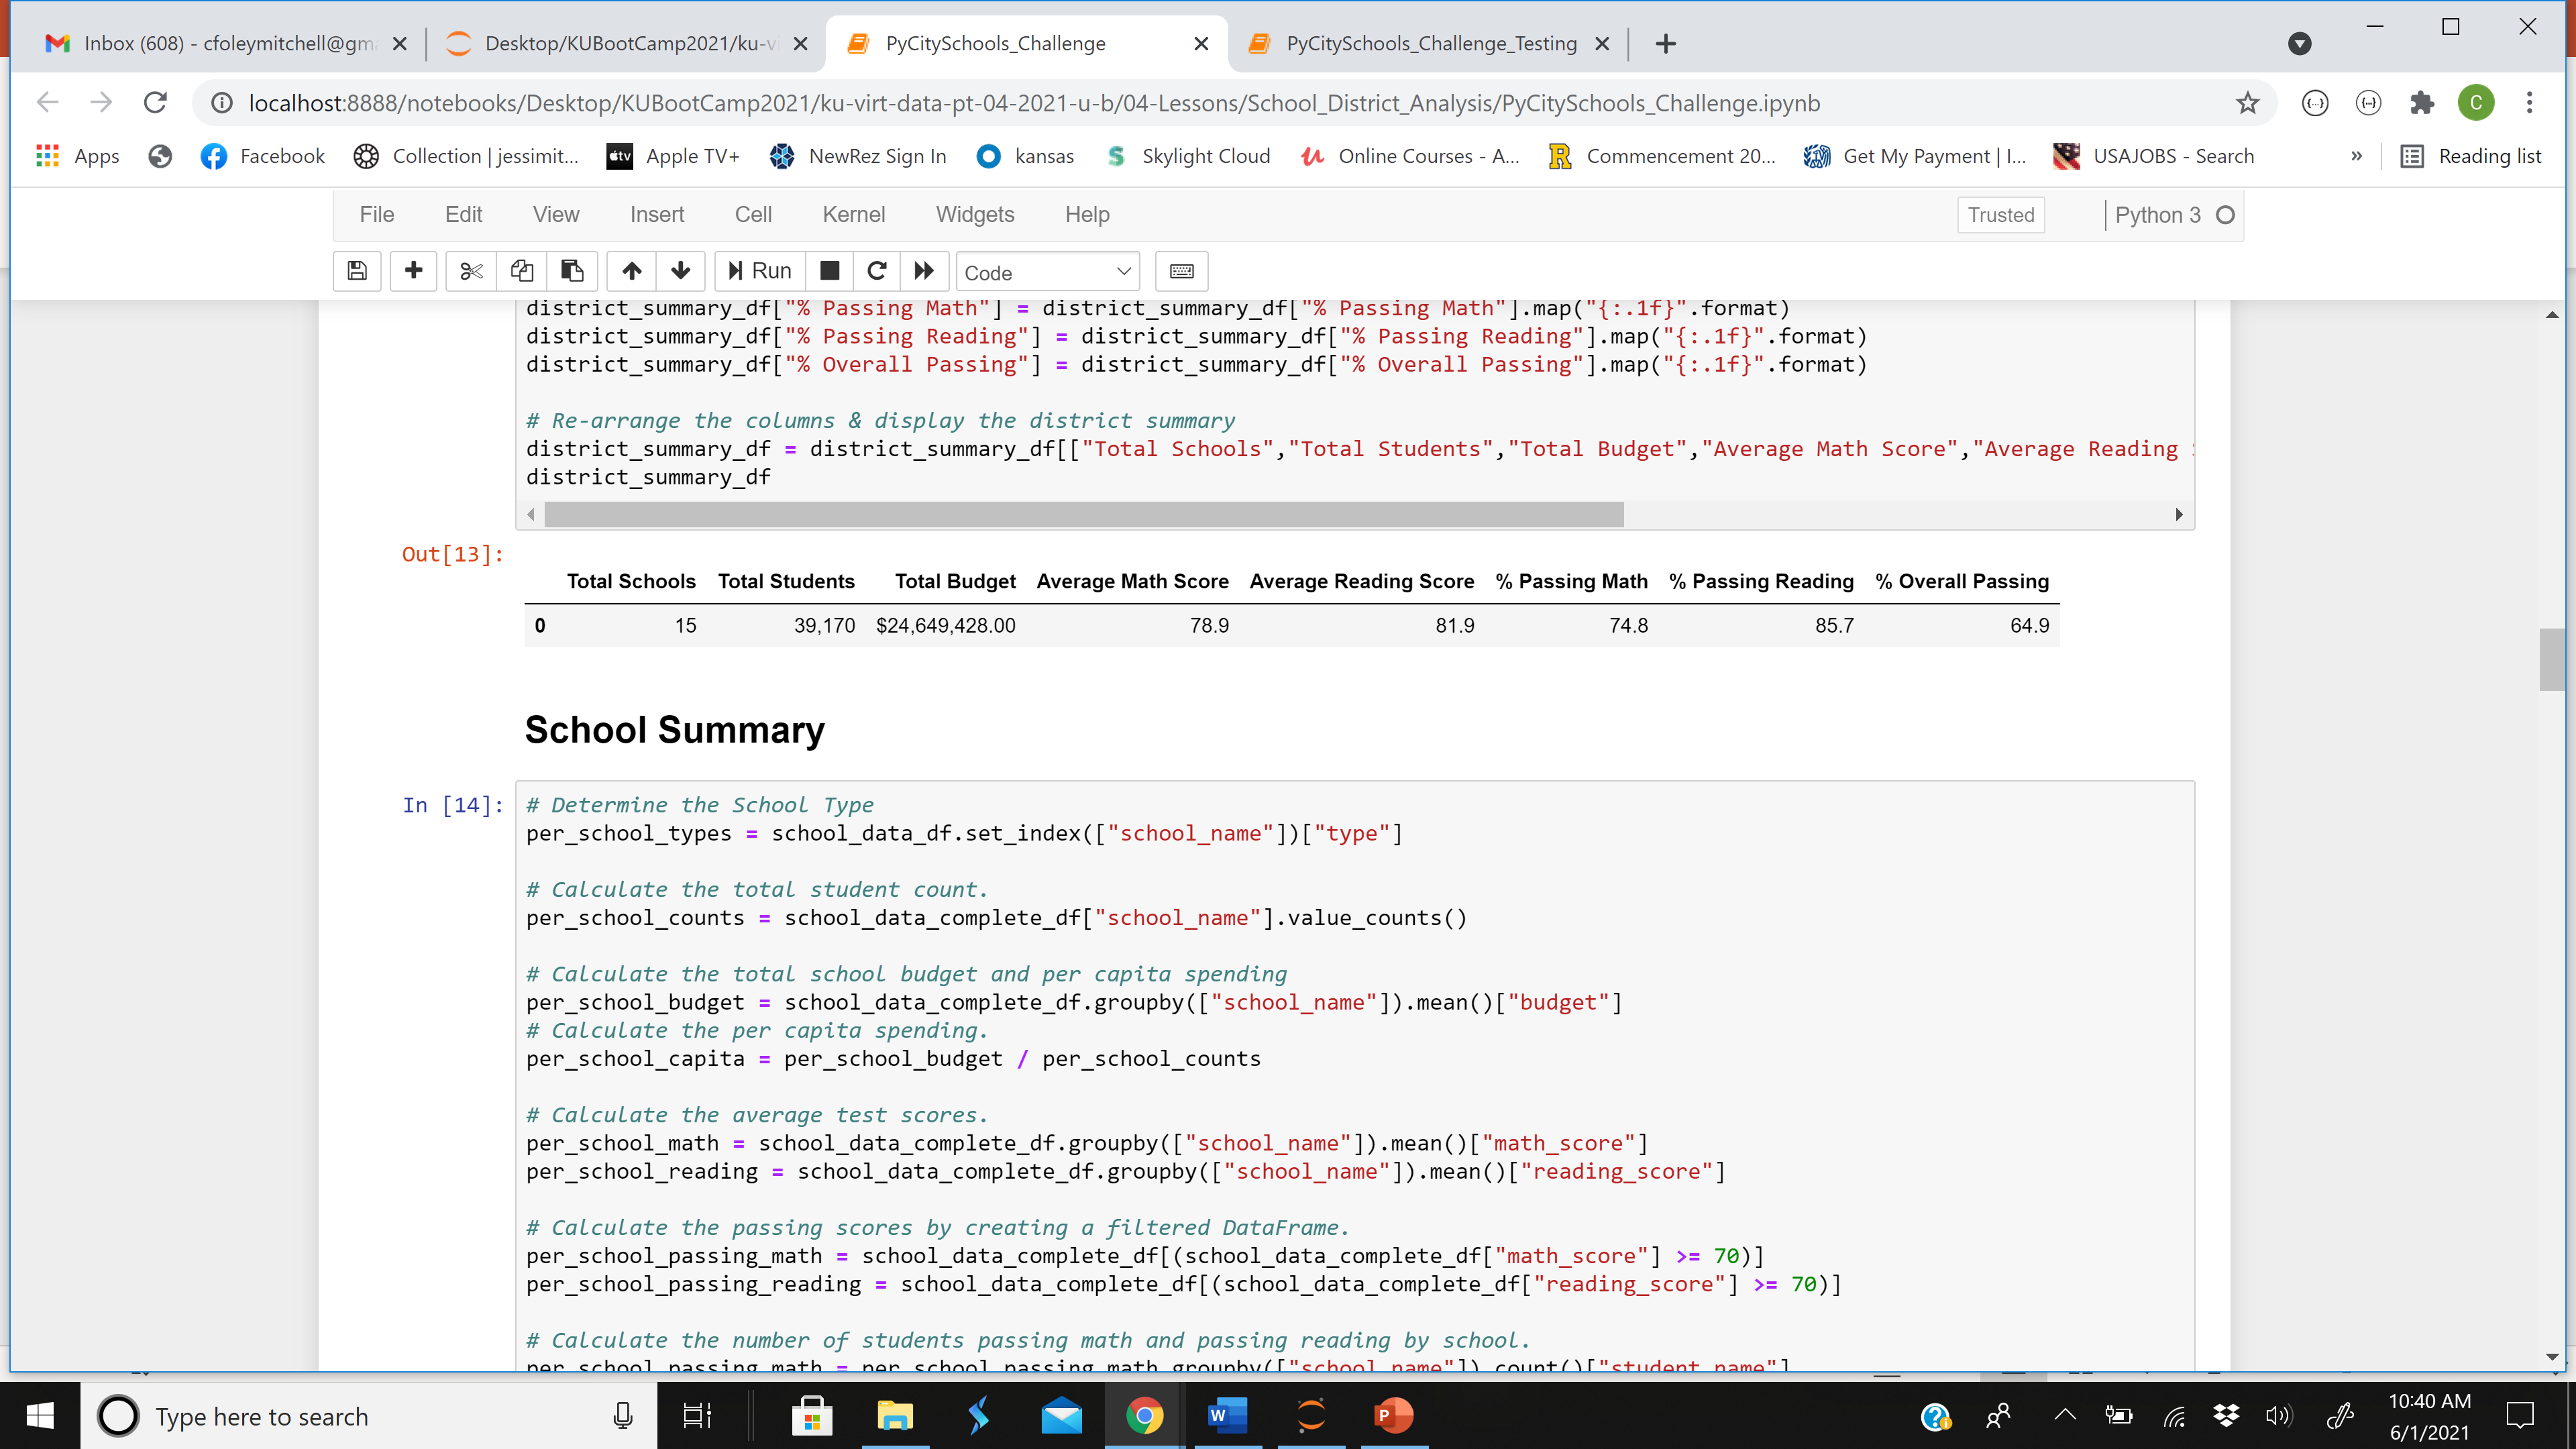 Inbox (608) - cfoleymitchell@gm
Desktop/KUBootCamp2021/ku-vi
PyCitySchools_Challenge
PyCitySchools_Challenge_Testing
localhost:8888/notebooks/Desktop/KUBootCamp2021/ku-virt-data-pt-04-2021-u-b/04-Lessons/School_District_Analysis/PyCitySchools_Challenge.ipynb
C
Apps Facebook Collection | jessimit... tv Apple TV+ NewRez Sign In kansas Skylight Cloud Online Courses - A... R Commencement 20... Get My Payment | I... USAJOBS - Search » Reading list
File Edit View Insert Cell Kernel Widgets Help Trusted Python 3
Run Code
district_summary_df["% Passing Math"] = district_summary_df["% Passing Math"].map("{:.1f}".format)
district_summary_df["% Passing Reading"] = district_summary_df["% Passing Reading"].map("{:.1f}".format)
district_summary_df["% Overall Passing"] = district_summary_df["% Overall Passing"].map("{:.1f}".format)
# Re-arrange the columns & display the district summary
district_summary_df = district_summary_df[["Total Schools","Total Students","Total Budget","Average Math Score","Average Reading
district_summary_df
Out[13]:
Total Schools Total Students Total Budget Average Math Score Average Reading Score % Passing Math % Passing Reading % Overall Passing
0 15 39,170 $24,649,428.00 78.9 81.9 74.8 85.7 64.9
School Summary
In [14]:
# Determine the School Type
per_school_types = school_data_df.set_index(["school_name"])["type"]
# Calculate the total student count.
per_school_counts = school_data_complete_df["school_name"].value_counts()
# Calculate the total school budget and per capita spending
per_school_budget = school_data_complete_df.groupby(["school_name"]).mean()["budget"]
# Calculate the per capita spending.
per_school_capita = per_school_budget / per_school_counts
# Calculate the average test scores.
per_school_math = school_data_complete_df.groupby(["school_name"]).mean()["math_score"]
per_school_reading = school_data_complete_df.groupby(["school_name"]).mean()["reading_score"]
# Calculate the passing scores by creating a filtered DataFrame.
per_school_passing_math = school_data_complete_df[(school_data_complete_df["math_score"] >= 70)]
per_school_passing_reading = school_data_complete_df[(school_data_complete_df["reading_score"] >= 70)]
# Calculate the number of students passing math and passing reading by school.
per_school_passing_math = per_school_passing_math.groupby(["school_name"]).count()["student_name"]
Type here to search
W
P
10:40 AM
6/1/2021